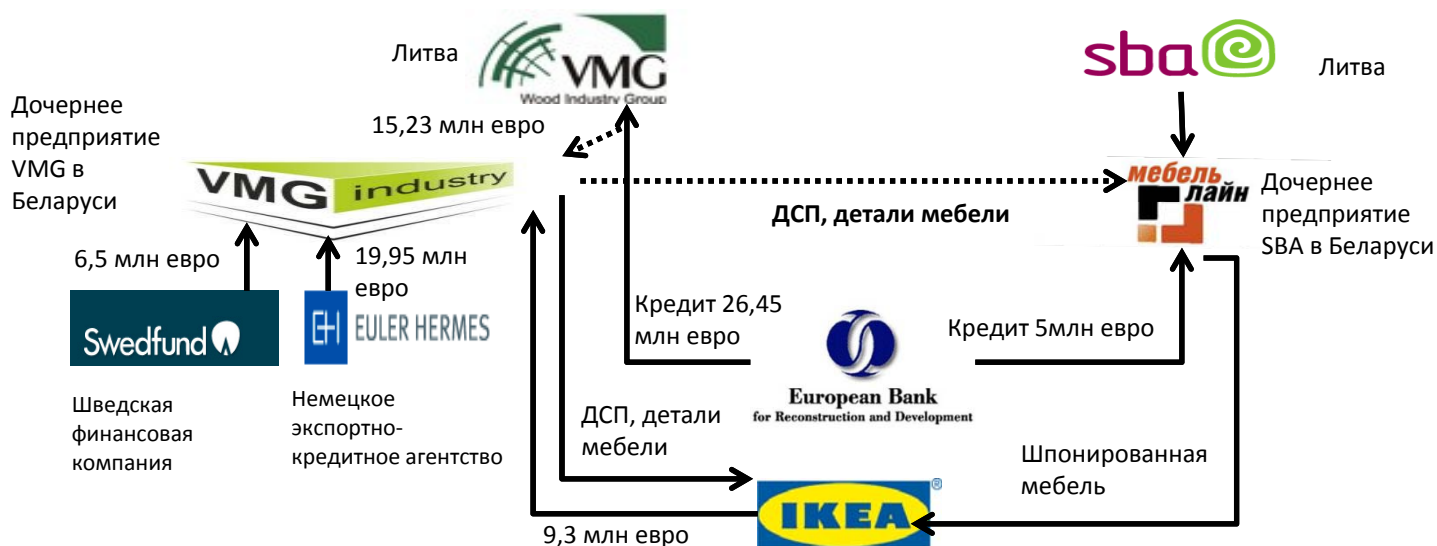 Литва
VMG
Wood Industry Group
sba
Литва
Дочернее
предприятие
VMG в
Беларуси
15,23 млн евро
VMG industry
мебель
лайн
Дочернее
предприятие
SBA в Беларуси
ДСП, детали мебели
6,5 млн евро
19,95 млн
евро
Swedfund
EH EULER HERMES
Кредит 26,45
млн евро
Кредит 5млн евро
European Bank
for Reconstruction and Development
Шведская
финансовая
компания
Немецкое
экспортно-
кредитное агентство
ДСП, детали
мебели
Шпонированная
мебель
IKEA®
9,3 млн евро